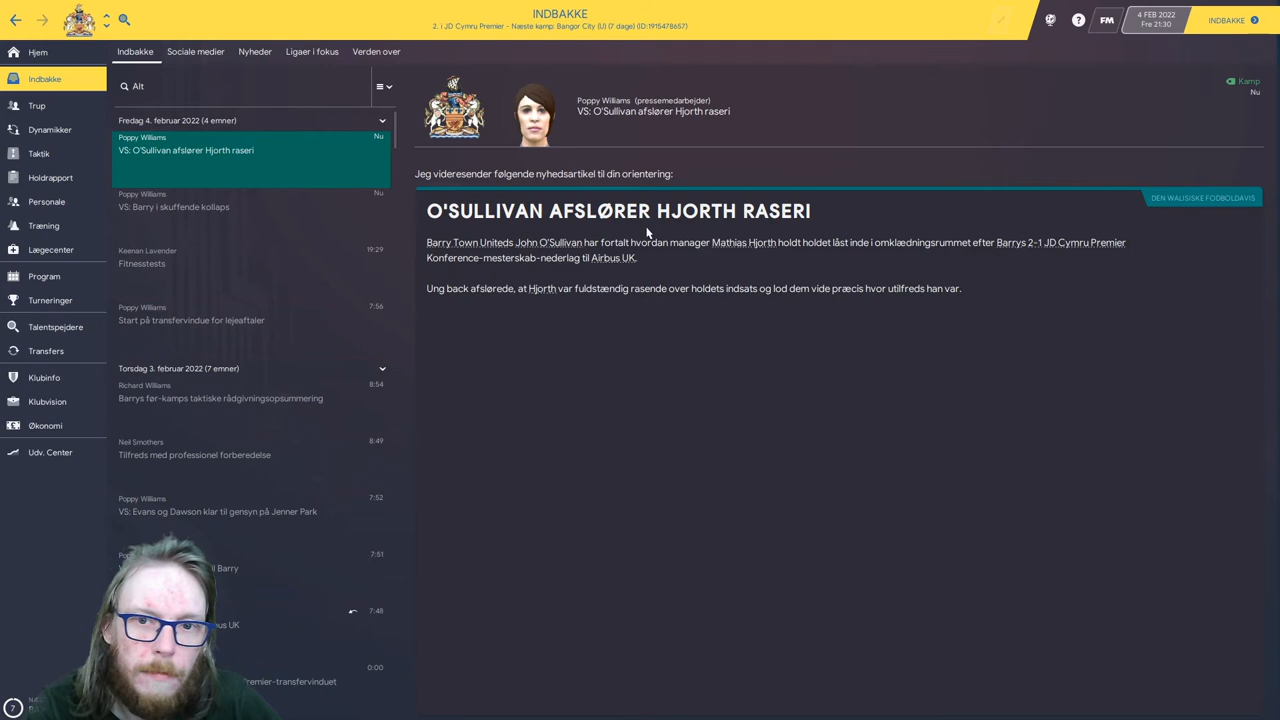 INDBAKKE
2. i JD Cymru Premier - Næste kamp: Bangor City (U) (7 dage) (ID:1915478657)
FM
4 FEB 2022
Fre 21:30
INDBAKKE
Hjem
Indbakke
Trup
Dynamikker
Taktik
Holdrapport
Personale
Træning
Lægecenter
Program
Turneringer
Talentspejdere
Transfers
Klubinfo
Klubvision
Økonomi
Udv. Center
7
Indbakke
Sociale medier
Nyheder
Ligaer i fokus
Verden over
Alt
Fredag 4. februar 2022 (4 emner)
Poppy Williams
Nu
VS: O'Sullivan afslører Hjorth raseri
Poppy Williams
Nu
VS: Barry i skuffende kollaps
Keenan Lavender
19:29
Fitnesstests
Poppy Williams
7:56
Start på transfervindue for lejeaftaler
Torsdag 3. februar 2022 (7 emner)
Richard Williams
8:54
Barrys før-kamps taktiske rådgivningsopsummering
Neil Smothers
8:49
Tilfreds med professionel forberedelse
Poppy Williams
7:52
VS: Evans og Dawson klar til gensyn på Jenner Park
7:51
Barry
7:48
us UK
0:00
remier-transfervinduet
Poppy Williams (pressemedarbejder)
VS: O'Sullivan afslører Hjorth raseri
Kamp
Nu
Jeg videresender følgende nyhedsartikel til din orientering:
DEN WALISISKE FODBOLDAVIS
O'SULLIVAN AFSLØRER HJORTH RASERI
Barry Town Uniteds John O'Sullivan har fortalt hvordan manager Mathias Hjorth holdt holdet låst inde i omklædningsrummet efter Barrys 2-1 JD Cymru Premier
Konference-mesterskab-nederlag til Airbus UK.
Ung back afslørede, at Hjorth var fuldstændig rasende over holdets indsats og lod dem vide præcis hvor utilfreds han var.